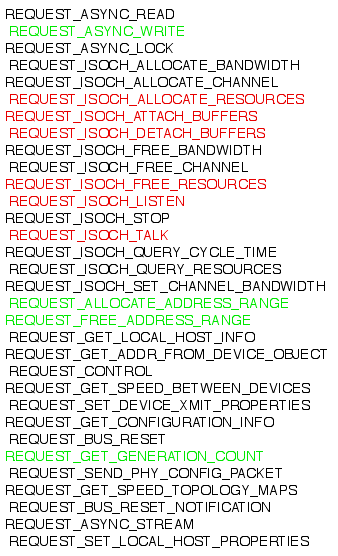 REQUEST_ASYNC_READ
REQUEST_ASYNC_WRITE
REQUEST_ASYNC_LOCK
REQUEST_ISOCH_ALLOCATE_BANDWIDTH
REQUEST_ISOCH_ALLOCATE_CHANNEL
REQUEST_ISOCH_ALLOCATE_RESOURCES
REQUEST_ISOCH_ATTACH_BUFFERS
REQUEST_ISOCH_DETACH_BUFFERS
REQUEST_ISOCH_FREE_BANDWIDTH
REQUEST_ISOCH_FREE_CHANNEL
REQUEST_ISOCH_FREE_RESOURCES
REQUEST_ISOCH_LISTEN
REQUEST_ISOCH_STOP
REQUEST_ISOCH_TALK
REQUEST_ISOCH_QUERY_CYCLE_TIME
REQUEST_ISOCH_QUERY_RESOURCES
REQUEST_ISOCH_SET_CHANNEL_BANDWIDTH
REQUEST_ALLOCATE_ADDRESS_RANGE
REQUEST_FREE_ADDRESS_RANGE
REQUEST_GET_LOCAL_HOST_INFO
REQUEST_GET_ADDR_FROM_DEVICE_OBJECT
REQUEST_CONTROL
REQUEST_GET_SPEED_BETWEEN_DEVICES
REQUEST_SET_DEVICE_XMIT_PROPERTIES
REQUEST_GET_CONFIGURATION_INFO
REQUEST_BUS_RESET
REQUEST_GET_GENERATION_COUNT
REQUEST_SEND_PHY_CONFIG_PACKET
REQUEST_GET_SPEED_TOPOLOGY_MAPS
REQUEST_BUS_RESET_NOTIFICATION
REQUEST_ASYNC_STREAM
REQUEST_SET_LOCAL_HOST_PROPERTIES